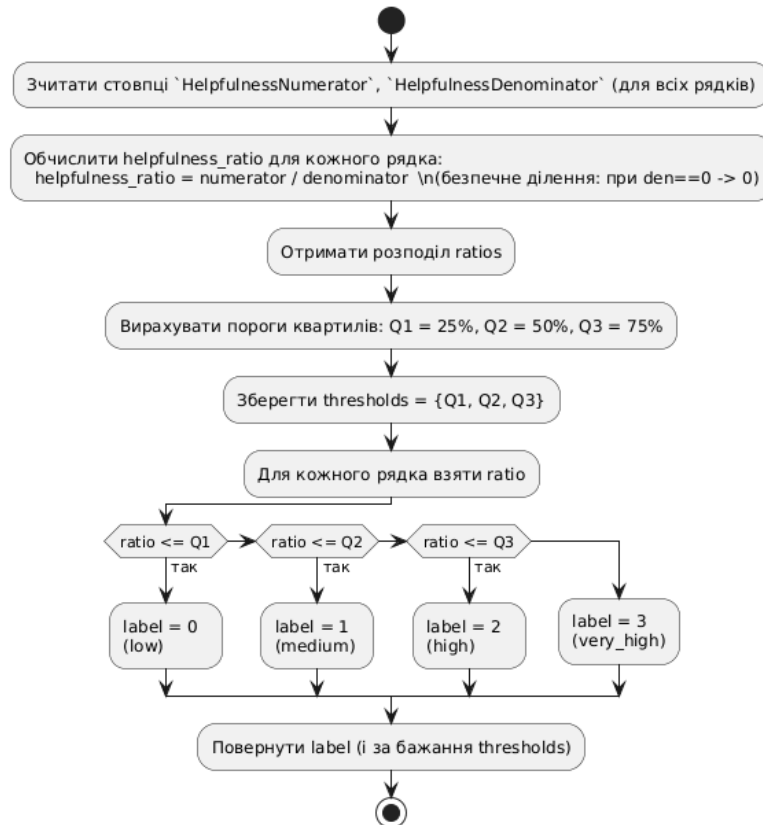 Зчитати стовпці `HelpfulnessNumerator`, `HelpfulnessDenominator` (для всіх рядків)
Обчислити helpfulness_ratio для кожного рядка:
helpfulness_ratio = numerator / denominator \n(безпечне ділення: при den==0 -> 0)
Отримати розподіл ratios
Вирахувати пороги квартилів: Q1 = 25%, Q2 = 50%, Q3 = 75%
Зберегти thresholds = {Q1, Q2, Q3}
Для кожного рядка взяти ratio
ratio <= Q1
ratio <= Q2
ratio <= Q3
так
так
так
label = 0
(low)
label = 1
(medium)
label = 2
(high)
label = 3
(very_high)
Повернути label (і за бажання thresholds)